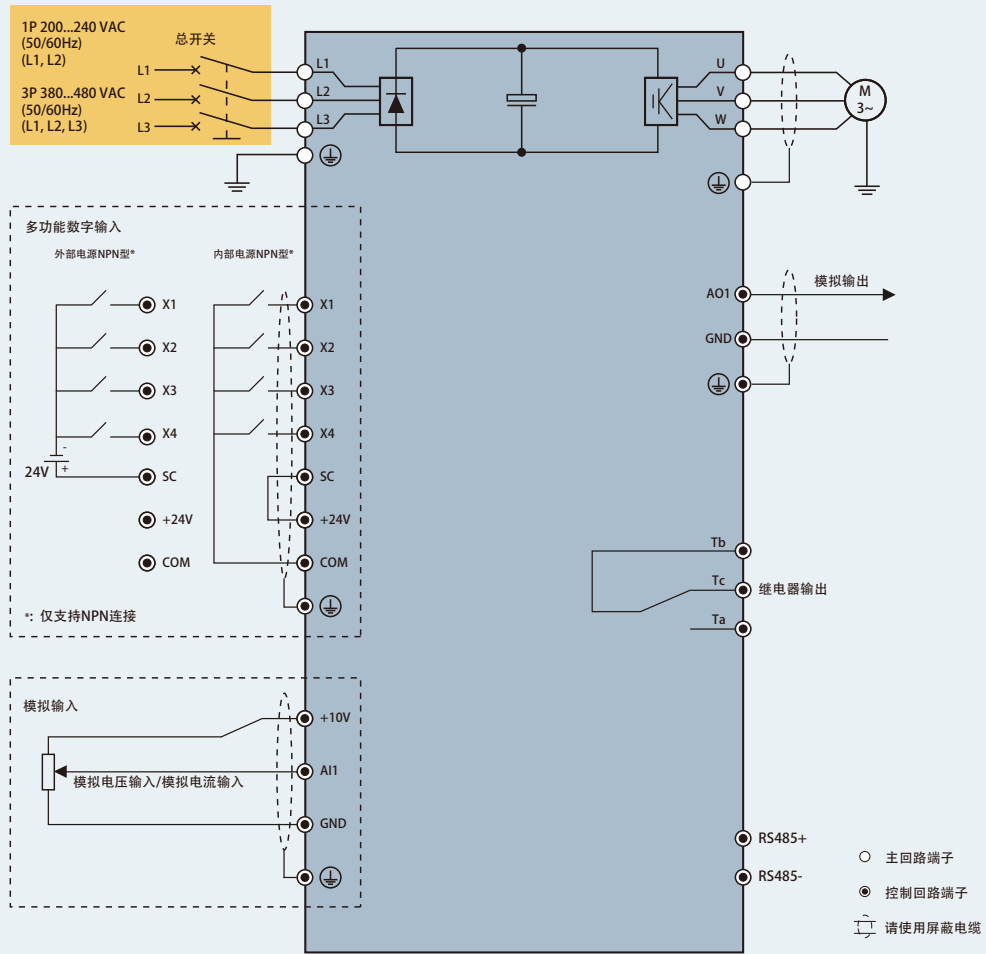 1P 200...240 VAC
(50/60Hz)
(L1, L2)
3P 380...480 VAC
(50/60Hz)
(L1, L2, L3)
总开关
L1
L2
L3
L1
L2
L3
U
V
W
M
3~
多功能数字输入
外部电源NPN型*
内部电源NPN型*
X1
X2
X3
X4
-
24V
+
SC
+24V
COM
X1
X2
X3
X4
SC
+24V
COM
*: 仅支持NPN连接
AO1
模拟输出
GND
Tb
Tc
继电器输出
Ta
模拟输入
+10V
模拟电压输入/模拟电流输入
AI1
GND
RS485+
RS485-
主回路端子
控制回路端子
请使用屏蔽电缆